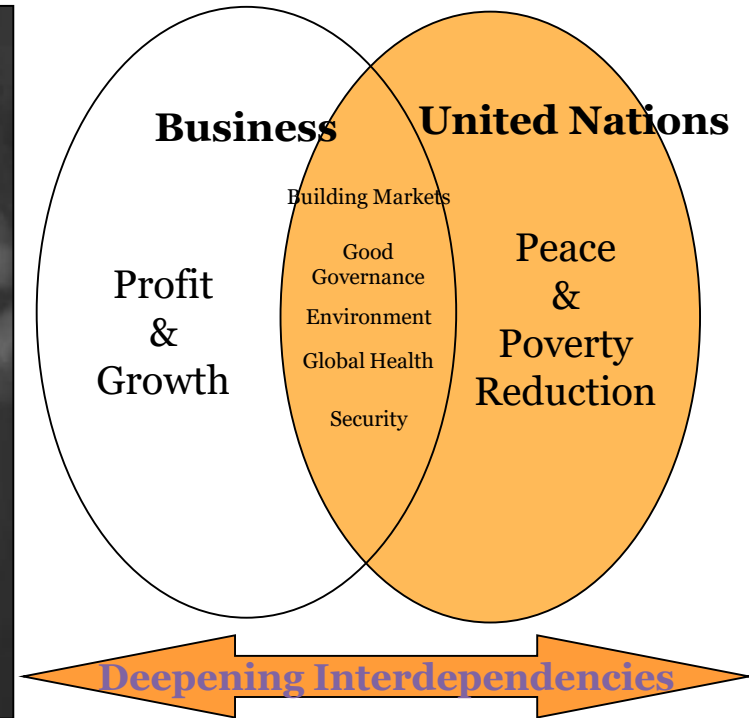 Business
United Nations
Building Markets
Good
Governance
Environment
Global Health
Security
Profit
&
Growth
Peace
&
Poverty
Reduction
Deepening Interdependencies